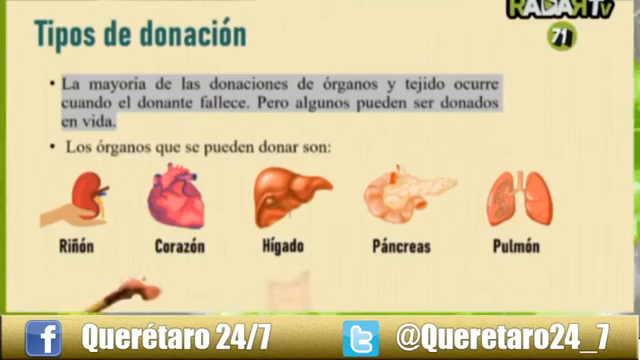 RADAR TV
71
Tipos de donación
• La mayoría de las donaciones de órganos y tejido ocurre
cuando el donante fallece. Pero algunos pueden ser donados
en vida.
• Los órganos que se pueden donar son:
Riñón Corazón Hígado Páncreas Pulmón
f Querétaro 24/7 @Queretaro24_7